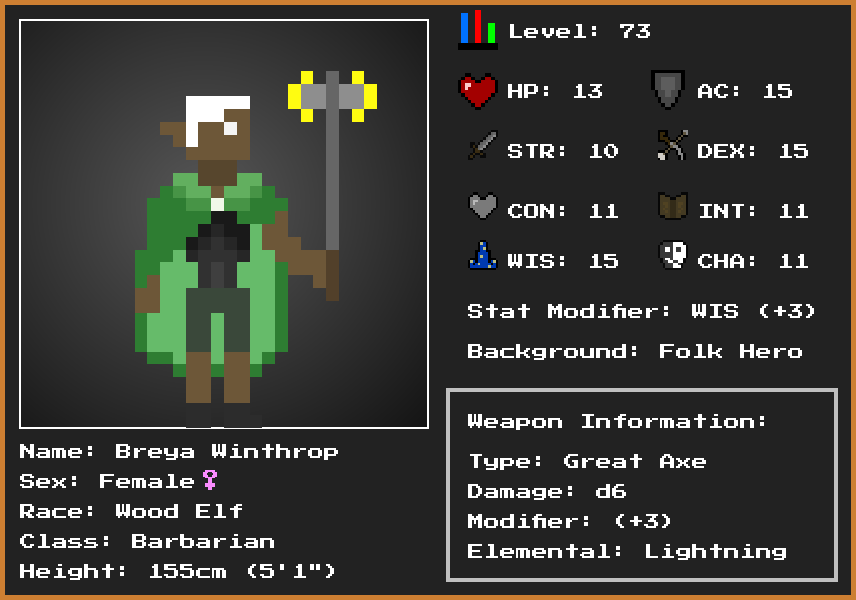 Level: 73
HP: 13
AC: 15
STR: 10
DEX: 15
CON: 11
INT: 11
WIS: 15
CHA: 11
Stat Modifier: WIS (+3)
Background: Folk Hero
Weapon Information:
Type: Great Axe
Damage: d6
Modifier: (+3)
Elemental: Lightning
Name: Breya Winthrop
Sex: Female♀
Race: Wood Elf
Class: Barbarian
Height: 155cm (5'1")